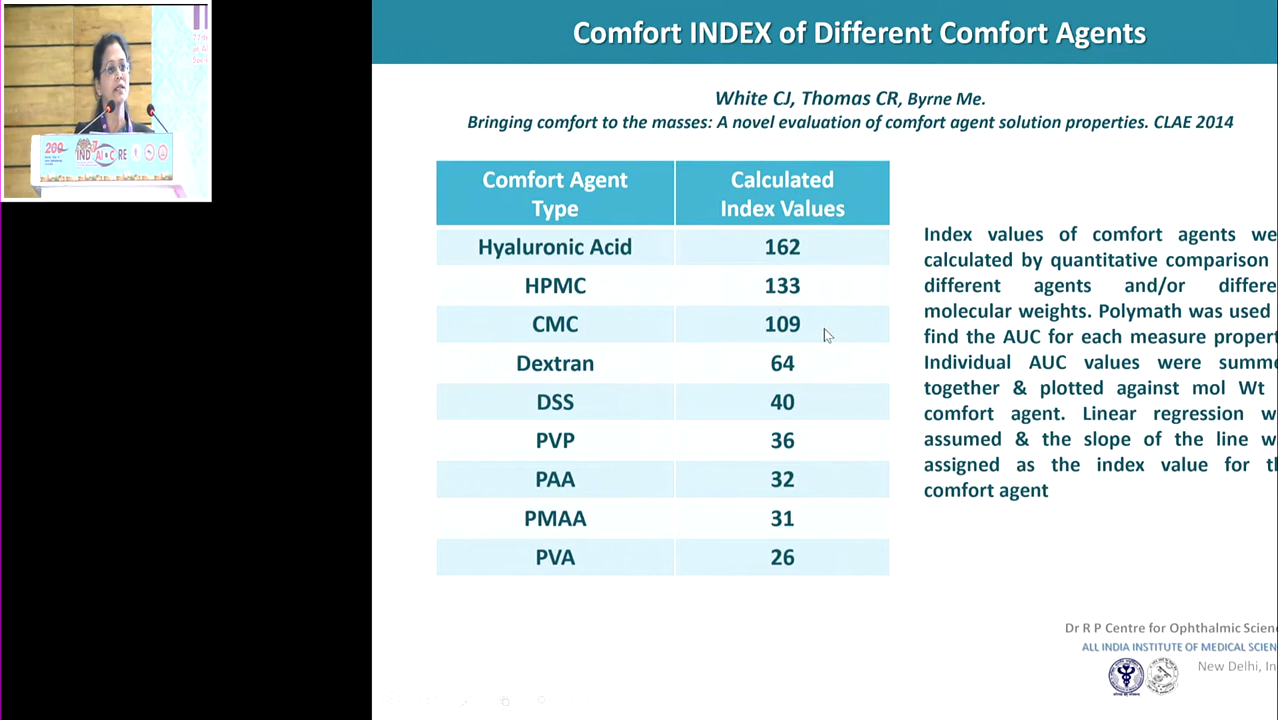 Comfort INDEX of Different Comfort Agents
White CJ, Thomas CR, Byrne Me.
Bringing comfort to the masses: A novel evaluation of comfort agent solution properties. CLAE 2014
Comfort Agent Type
Calculated Index Values
Hyaluronic Acid 162
HPMC 133
CMC 109
Dextran 64
DSS 40
PVP 36
PAA 32
PMAA 31
PVA 26
Index values of comfort agents we
calculated by quantitative comparison
different agents and/or differe
molecular weights. Polymath was used
find the AUC for each measure propert
Individual AUC values were summe
together & plotted against mol Wt
comfort agent. Linear regression w
assumed & the slope of the line w
assigned as the index value for th
comfort agent
Dr R P Centre for Ophthalmic Scien
ALL INDIA INSTITUTE OF MEDICAL SCIEN
New Delhi, In